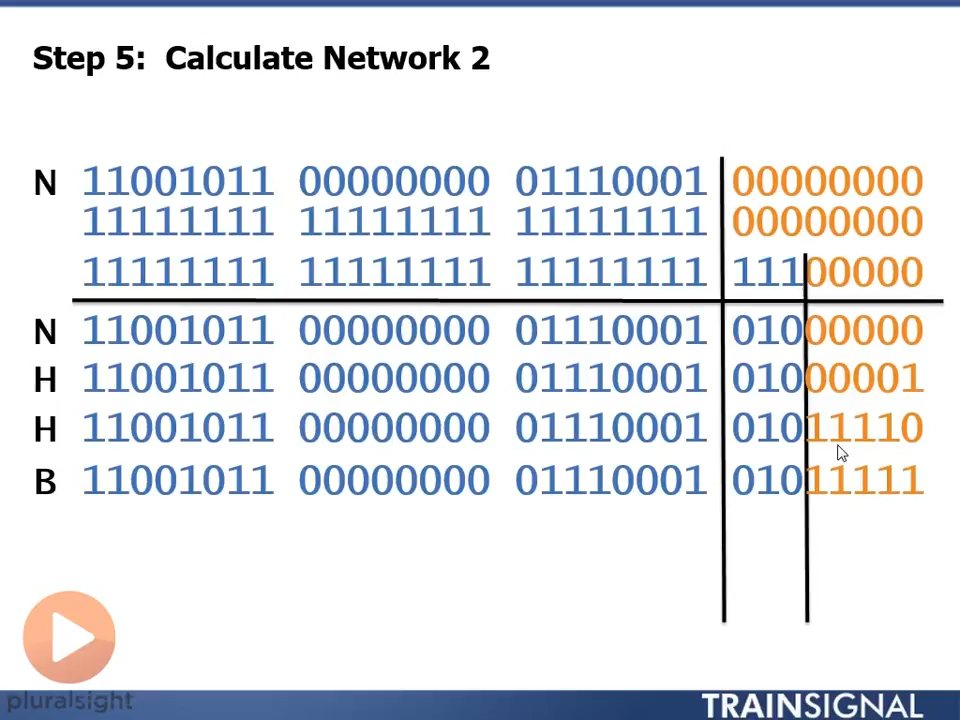 Step 5: Calculate Network 2
N 11001011 00000000 01110001 00000000
11111111 11111111 11111111 00000000
11111111 11111111 11111111 11100000
N 11001011 00000000 01110001 01000000
H 11001011 00000000 01110001 01000001
H 11001011 00000000 01110001 01011110
B 11001011 00000000 01110001 01011111
pluralsight
TRAINSIGNAL